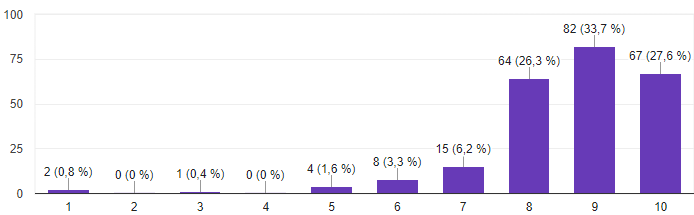 100
75
50
25
0
2 (0,8 %)
0 (0 %)
1 (0,4 %)
0 (0 %)
4 (1,6 %)
8 (3,3 %)
15 (6,2 %)
64 (26,3 %)
82 (33,7 %)
67 (27,6 %)
1 2 3 4 5 6 7 8 9 10